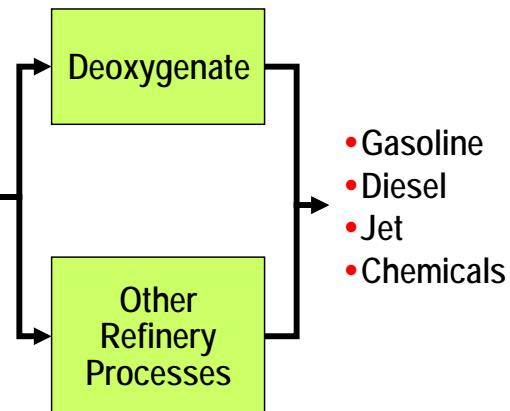 Deoxygenate
Other
Refinery
Processes
•Gasoline
•Diesel
•Jet
•Chemicals